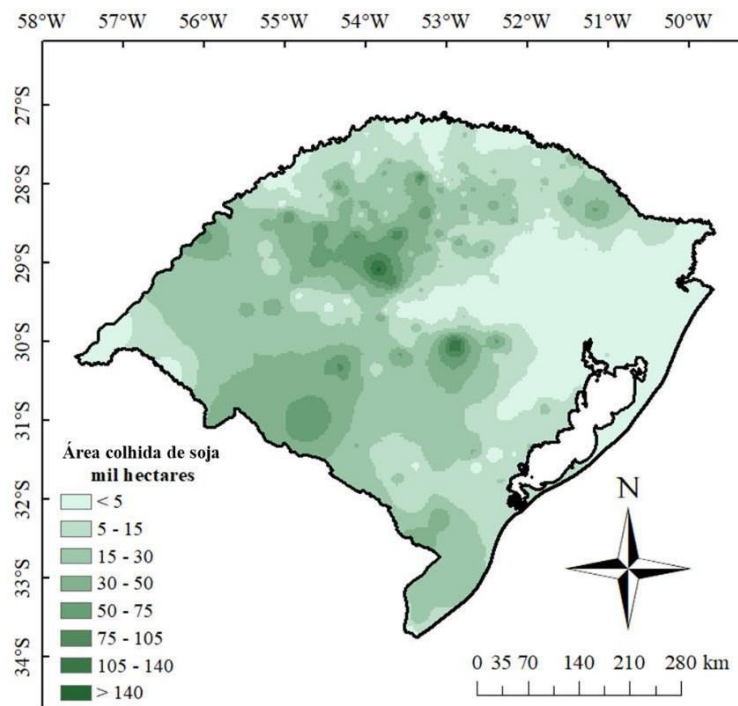 58°W 57°W 56°W 55°W 54°W 53°W 52°W 51°W 50°W
27°S
28°S
29°S
30°S
31°S
32°S
33°S
34°S
Área colhida de soja
mil hectares
< 5
5 - 15
15 - 30
30 - 50
50 - 75
75 - 105
105 - 140
> 140
N
0 35 70 140 210 280 km